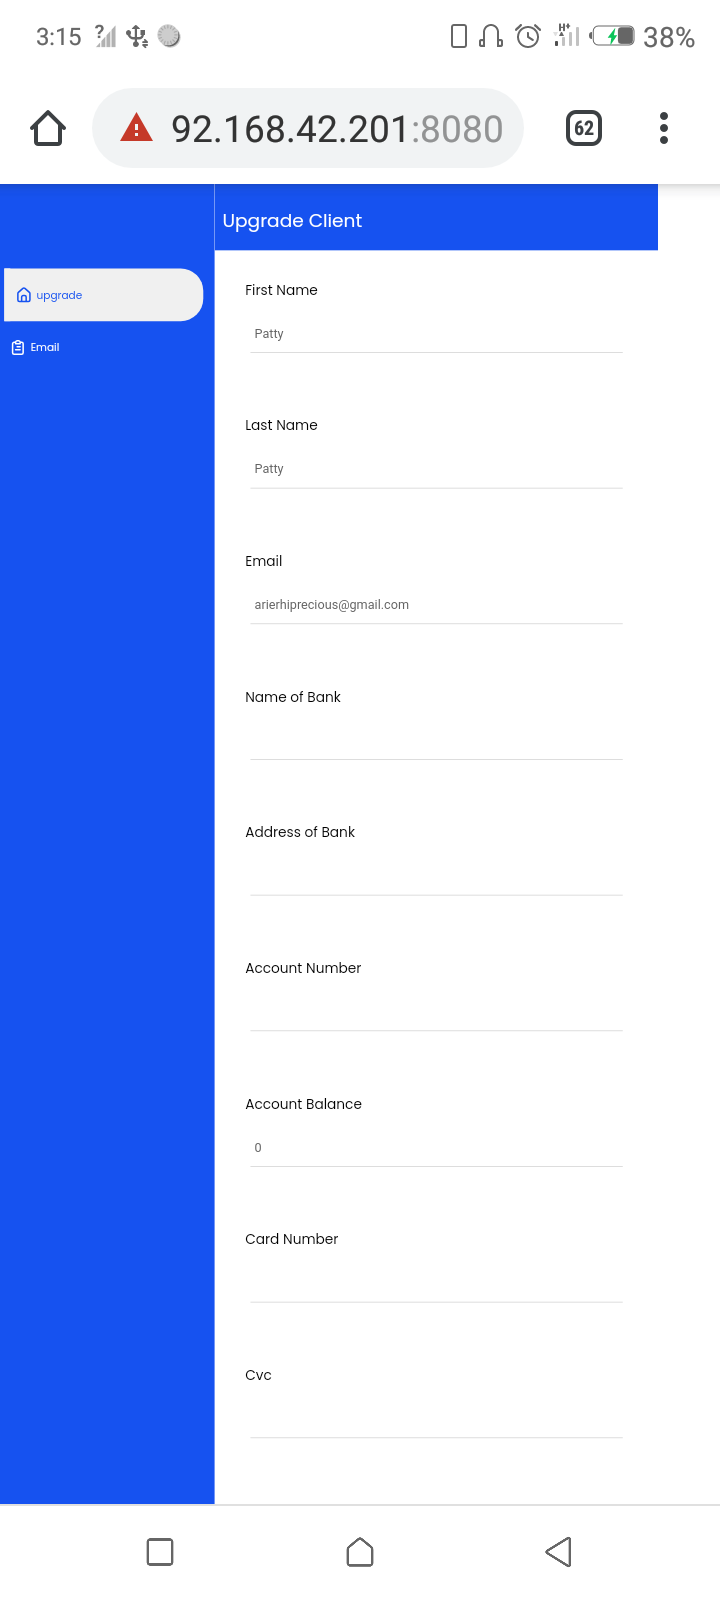 3:15 ? H+ 38%
92.168.42.201:8080 62
Upgrade Client
upgrade
Email
First Name
Patty
Last Name
Patty
Email
arierhiprecious@gmail.com
Name of Bank
Address of Bank
Account Number
Account Balance
0
Card Number
Cvc